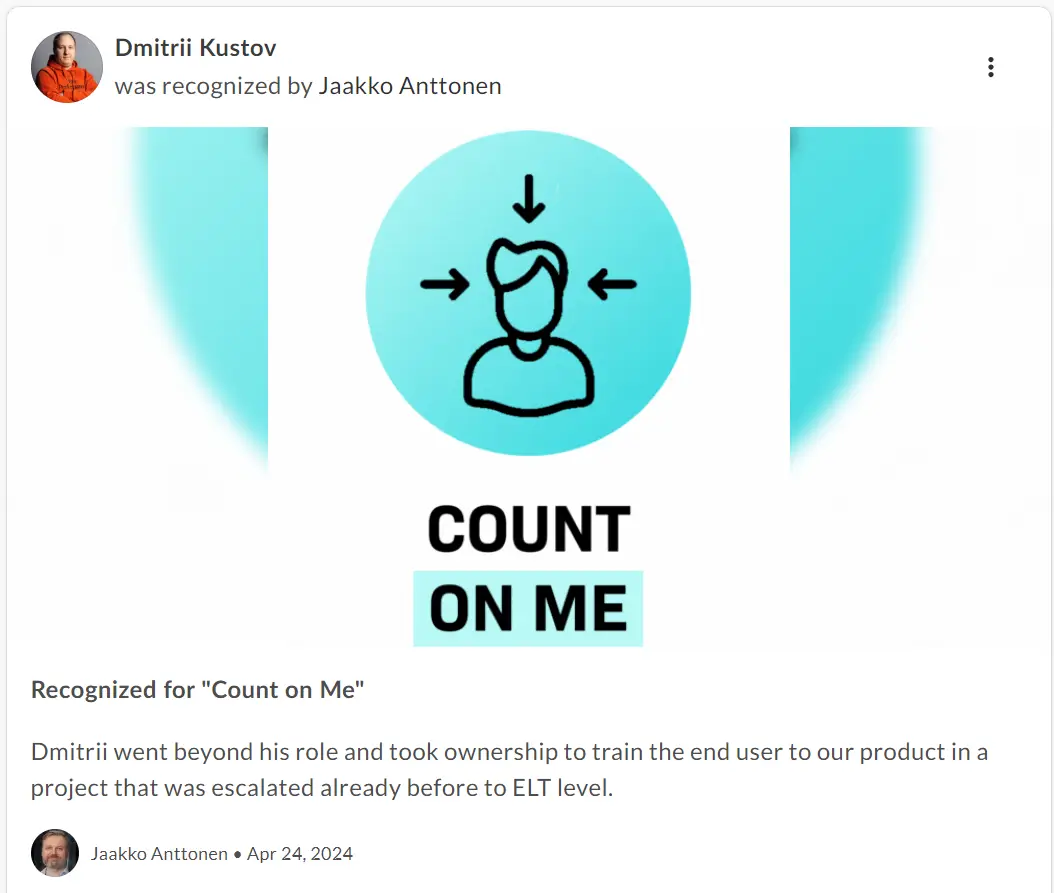 Dmitrii Kustov
was recognized by Jaakko Anttonen
COUNT
ON ME
Recognized for "Count on Me"
Dmitrii went beyond his role and took ownership to train the end user to our product in a
project that was escalated already before to ELT level.
Jaakko Anttonen • Apr 24, 2024